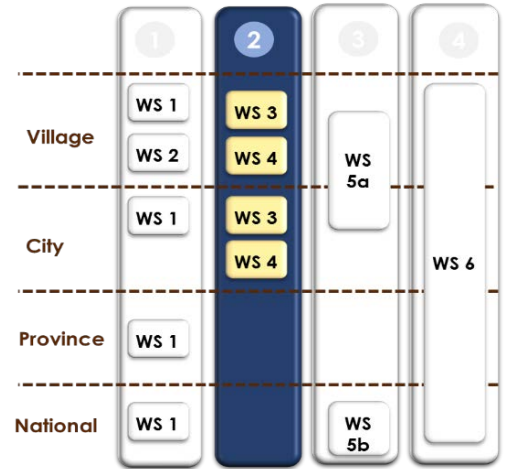 1 2 3 4
Village
WS 1
WS 2
WS 3
WS 4
WS
5a
City
WS 1
WS 3
WS 4
WS 6
Province
WS 1
National
WS 1
WS
5b